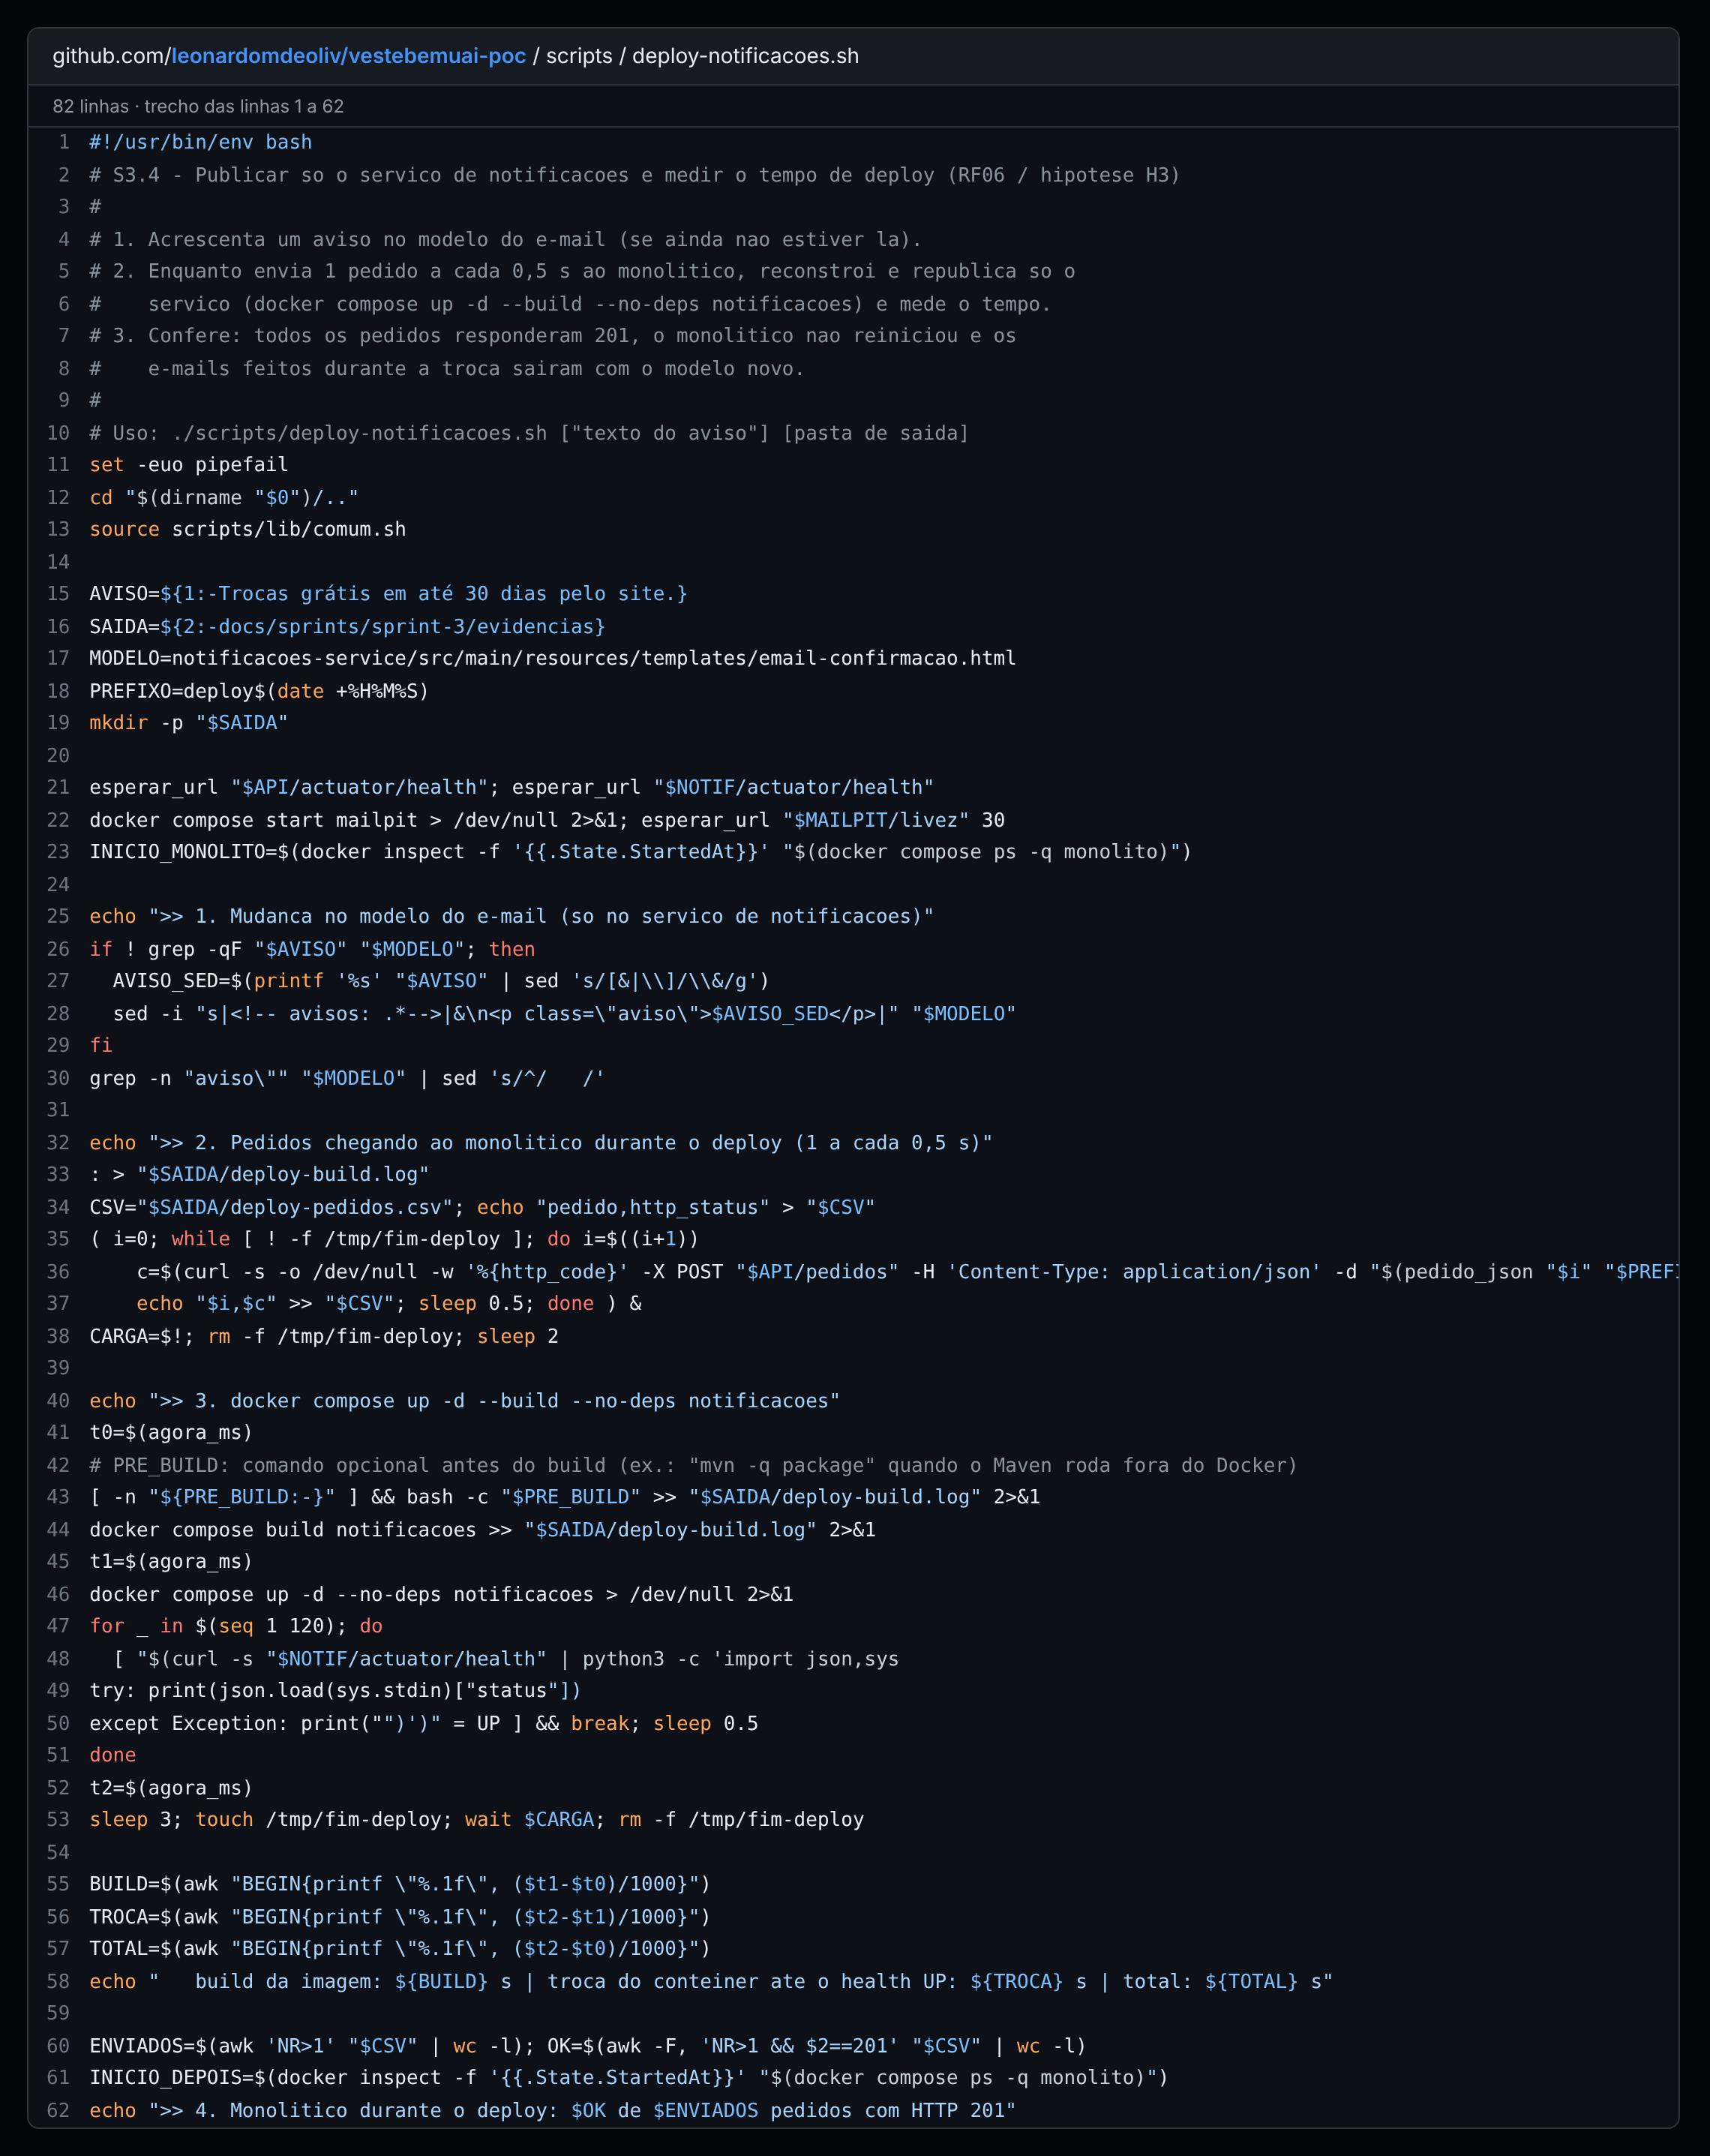 github.com/leonardomdeoliv/vestebemuai-poc / scripts / deploy-notificacoes.sh
82 linhas · trecho das linhas 1 a 62
1 #!/usr/bin/env bash
2 # S3.4 - Publicar so o servico de notificacoes e medir o tempo de deploy (RF06 / hipotese H3)
3 #
4 # 1. Acrescenta um aviso no modelo do e-mail (se ainda nao estiver la).
5 # 2. Enquanto envia 1 pedido a cada 0,5 s ao monolitico, reconstroi e republica so o
6 #    servico (docker compose up -d --build --no-deps notificacoes) e mede o tempo.
7 # 3. Confere: todos os pedidos responderam 201, o monolitico nao reiniciou e os
8 #    e-mails feitos durante a troca sairam com o modelo novo.
9 #
10 # Uso: ./scripts/deploy-notificacoes.sh ["texto do aviso"] [pasta de saida]
11 set -euo pipefail
12 cd "$(dirname "$0")/.."
13 source scripts/lib/comum.sh
14
15 AVISO=${1:-Trocas grátis em até 30 dias pelo site.}
16 SAIDA=${2:-docs/sprints/sprint-3/evidencias}
17 MODELO=notificacoes-service/src/main/resources/templates/email-confirmacao.html
18 PREFIXO=deploy$(date +%H%M%S)
19 mkdir -p "$SAIDA"
20
21 esperar_url "$API/actuator/health"; esperar_url "$NOTIF/actuator/health"
22 docker compose start mailpit > /dev/null 2>&1; esperar_url "$MAILPIT/livez" 30
23 INICIO_MONOLITO=$(docker inspect -f '{{.State.StartedAt}}' "$(docker compose ps -q monolito)")
24
25 echo ">> 1. Mudanca no modelo do e-mail (so no servico de notificacoes)"
26 if ! grep -qF "$AVISO" "$MODELO"; then
27   AVISO_SED=$(printf '%s' "$AVISO" | sed 's/[&|\\]/\\&/g')
28   sed -i "s|<!-- avisos: .*-->|&\n<p class=\"aviso\">$AVISO_SED</p>|" "$MODELO"
29 fi
30 grep -n "aviso\"" "$MODELO" | sed 's/^/   /'
31
32 echo ">> 2. Pedidos chegando ao monolitico durante o deploy (1 a cada 0,5 s)"
33 : > "$SAIDA/deploy-build.log"
34 CSV="$SAIDA/deploy-pedidos.csv"; echo "pedido,http_status" > "$CSV"
35 ( i=0; while [ ! -f /tmp/fim-deploy ]; do i=$((i+1))
36     c=$(curl -s -o /dev/null -w '%{http_code}' -X POST "$API/pedidos" -H 'Content-Type: application/json' -d "$(pedido_json "$i" "$PREFI
37     echo "$i,$c" >> "$CSV"; sleep 0.5; done ) &
38 CARGA=$!; rm -f /tmp/fim-deploy; sleep 2
39
40 echo ">> 3. docker compose up -d --build --no-deps notificacoes"
41 t0=$(agora_ms)
42 # PRE_BUILD: comando opcional antes do build (ex.: "mvn -q package" quando o Maven roda fora do Docker)
43 [ -n "${PRE_BUILD:-}" ] && bash -c "$PRE_BUILD" >> "$SAIDA/deploy-build.log" 2>&1
44 docker compose build notificacoes >> "$SAIDA/deploy-build.log" 2>&1
45 t1=$(agora_ms)
46 docker compose up -d --no-deps notificacoes > /dev/null 2>&1
47 for _ in $(seq 1 120); do
48   [ "$(curl -s "$NOTIF/actuator/health" | python3 -c 'import json,sys
49 try: print(json.load(sys.stdin)["status"])
50 except Exception: print("")')" = UP ] && break; sleep 0.5
51 done
52 t2=$(agora_ms)
53 sleep 3; touch /tmp/fim-deploy; wait $CARGA; rm -f /tmp/fim-deploy
54
55 BUILD=$(awk "BEGIN{printf \"%.1f\", ($t1-$t0)/1000}")
56 TROCA=$(awk "BEGIN{printf \"%.1f\", ($t2-$t1)/1000}")
57 TOTAL=$(awk "BEGIN{printf \"%.1f\", ($t2-$t0)/1000}")
58 echo "   build da imagem: ${BUILD} s | troca do conteiner ate o health UP: ${TROCA} s | total: ${TOTAL} s"
59
60 ENVIADOS=$(awk 'NR>1' "$CSV" | wc -l); OK=$(awk -F, 'NR>1 && $2==201' "$CSV" | wc -l)
61 INICIO_DEPOIS=$(docker inspect -f '{{.State.StartedAt}}' "$(docker compose ps -q monolito)")
62 echo ">> 4. Monolitico durante o deploy: $OK de $ENVIADOS pedidos com HTTP 201"